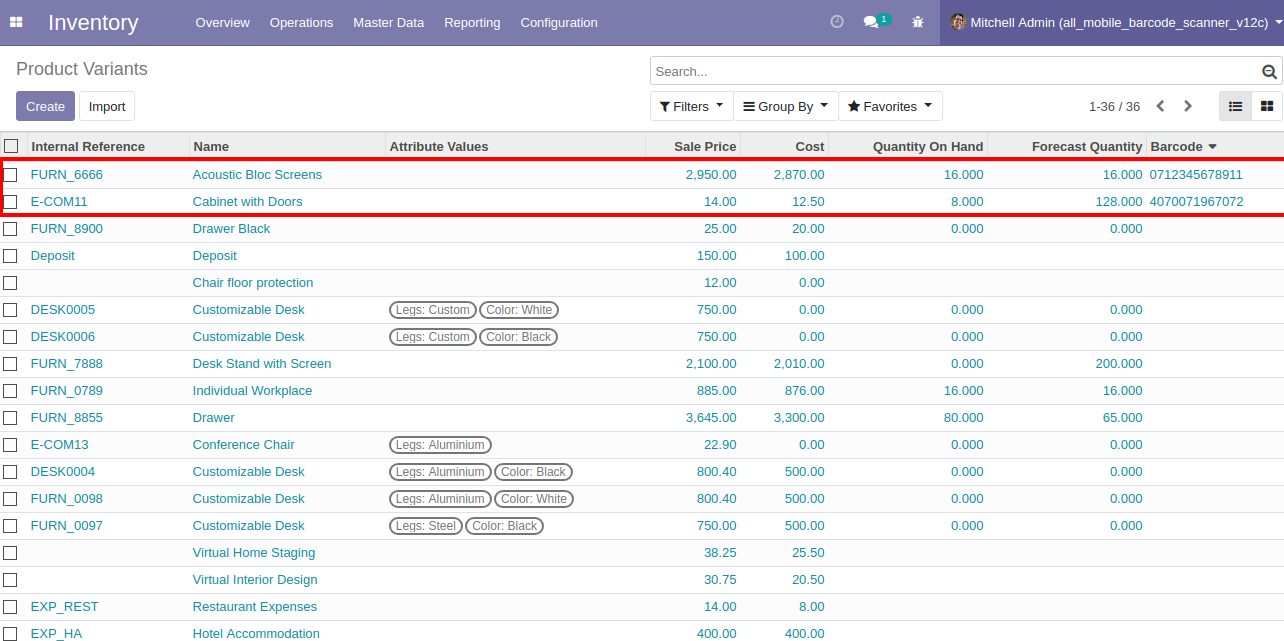 Inventory Overview Operations Master Data Reporting Configuration 1 Mitchell Admin (all_mobile_barcode_scanner_v12c)
Product Variants Search...
Create Import Filters Group By Favorites 1-36 / 36
Internal Reference Name Attribute Values Sale Price Cost Quantity On Hand Forecast Quantity Barcode
FURN_6666 Acoustic Bloc Screens 2,950.00 2,870.00 16.000 16.000 0712345678911
E-COM11 Cabinet with Doors 14.00 12.50 8.000 128.000 4070071967072
FURN_8900 Drawer Black 25.00 20.00 0.000 0.000
Deposit Deposit 150.00 100.00
Chair floor protection 12.00 0.00
DESK0005 Customizable Desk Legs: Custom Color: White 750.00 0.00 0.000 0.000
DESK0006 Customizable Desk Legs: Custom Color: Black 750.00 0.00 0.000 0.000
FURN_7888 Desk Stand with Screen 2,100.00 2,010.00 0.000 200.000
FURN_0789 Individual Workplace 885.00 876.00 16.000 16.000
FURN_8855 Drawer 3,645.00 3,300.00 80.000 65.000
E-COM13 Conference Chair Legs: Aluminium 22.90 0.00 0.000 0.000
DESK0004 Customizable Desk Legs: Aluminium Color: Black 800.40 500.00 0.000 0.000
FURN_0098 Customizable Desk Legs: Aluminium Color: White 800.40 500.00 0.000 0.000
FURN_0097 Customizable Desk Legs: Steel Color: Black 750.00 500.00 0.000 0.000
Virtual Home Staging 38.25 25.50
Virtual Interior Design 30.75 20.50
EXP_REST Restaurant Expenses 14.00 8.00
EXP_HA Hotel Accommodation 400.00 400.00